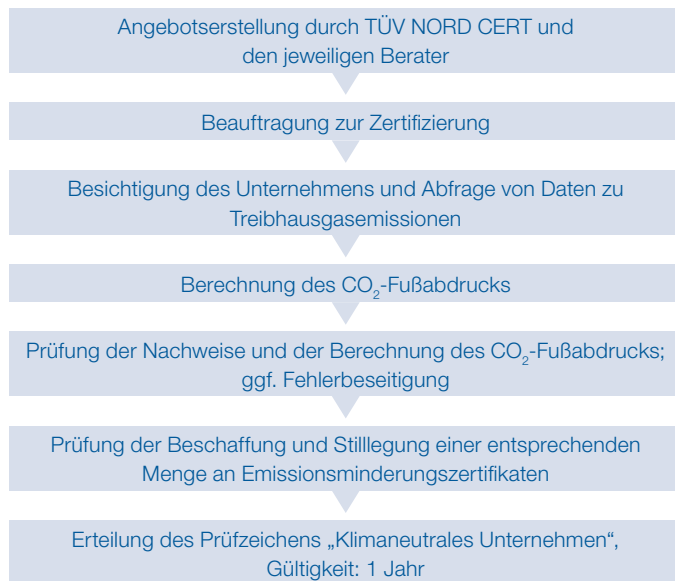 Angebotserstellung durch TÜV NORD CERT und
den jeweiligen Berater
Beauftragung zur Zertifizierung
Besichtigung des Unternehmens und Abfrage von Daten zu
Treibhausgasemissionen
Berechnung des CO₂-Fußabdrucks
Prüfung der Nachweise und der Berechnung des CO₂-Fußabdrucks;
ggf. Fehlerbeseitigung
Prüfung der Beschaffung und Stilllegung einer entsprechenden
Menge an Emissionsminderungszertifikaten
Erteilung des Prüfzeichens „Klimaneutrales Unternehmen“,
Gültigkeit: 1 Jahr